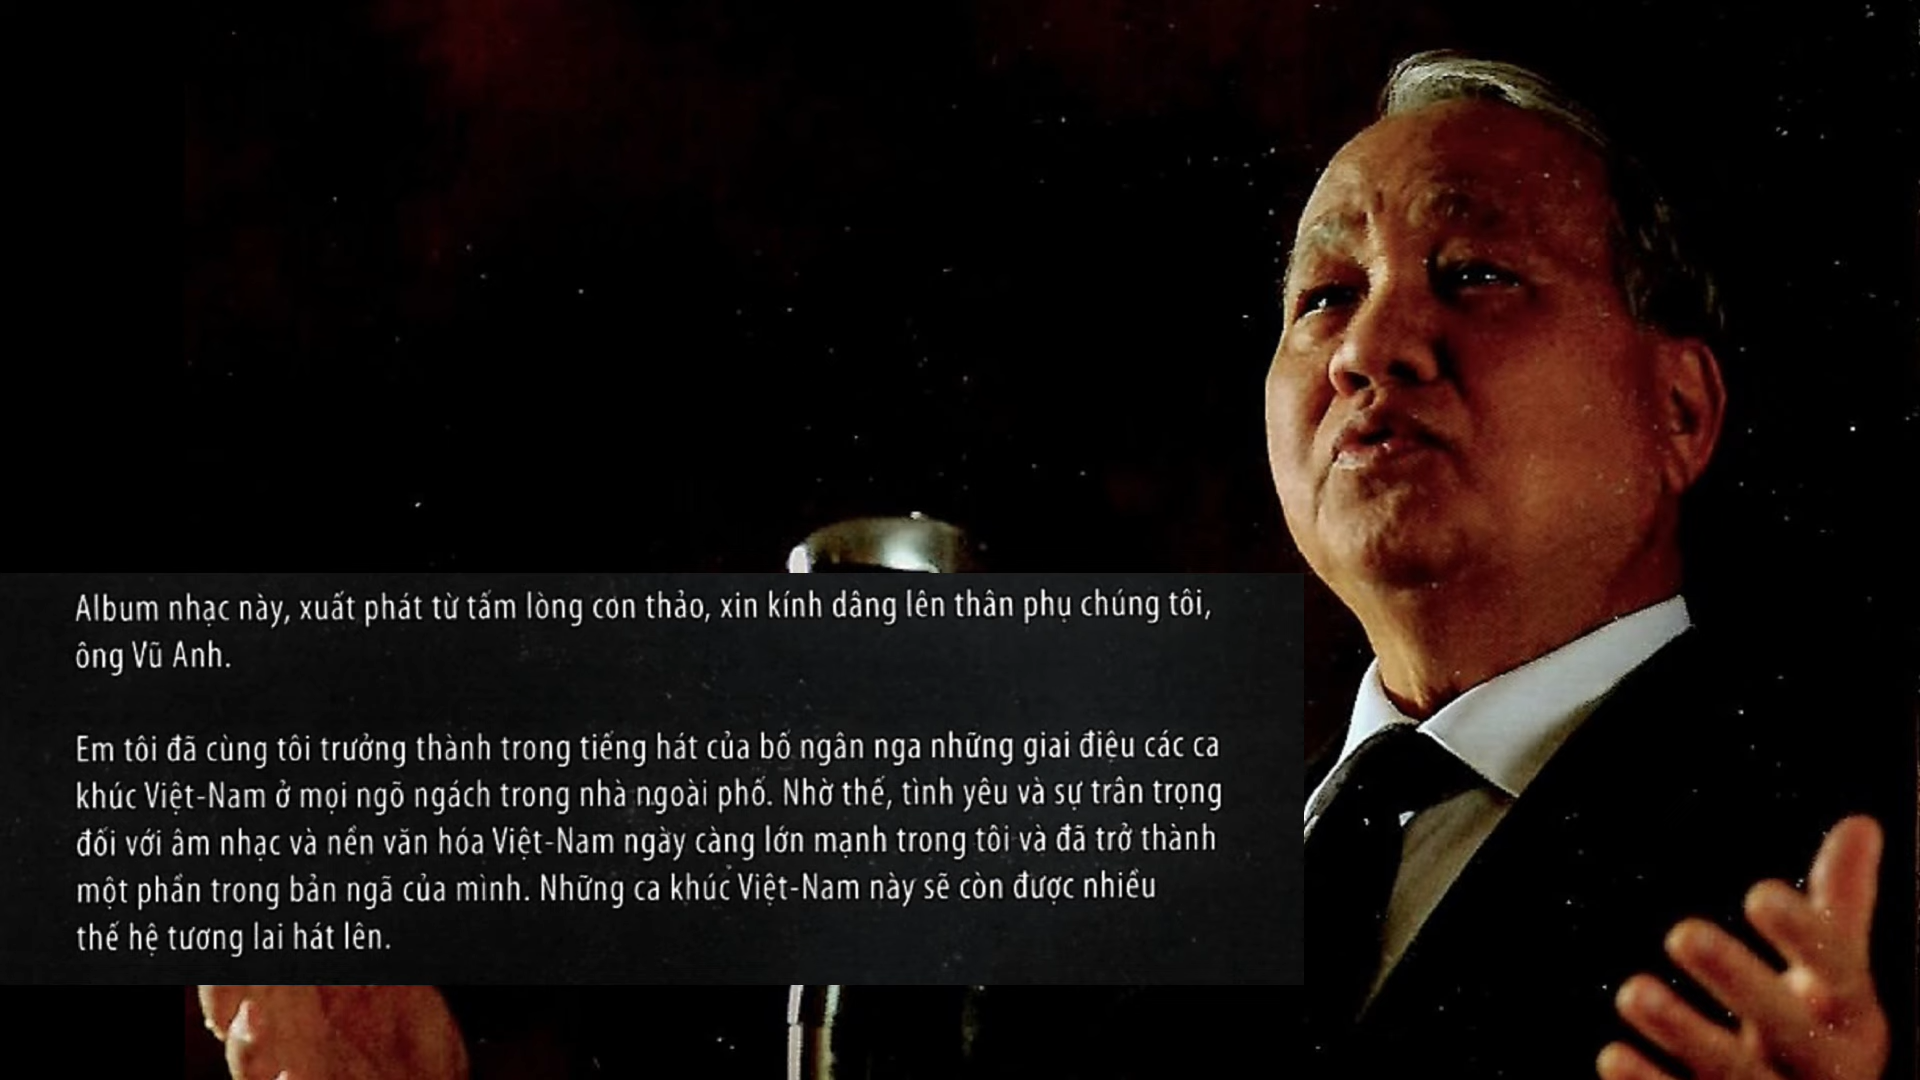 Album nhạc này, xuất phát từ tấm lòng con thảo, xin kính dâng lên thân phụ chúng tôi,
ông Vũ Anh.
Em tôi đã cùng tôi trưởng thành trong tiếng hát của bố ngân nga những giai điệu các ca
khúc Việt-Nam ở mọi ngõ ngách trong nhà ngoài phố. Nhờ thế, tình yêu và sự trân trọng
đối với âm nhạc và nền văn hóa Việt-Nam ngày càng lớn mạnh trong tôi và đã trở thành
một phần trong bản ngã của mình. Những ca khúc Việt-Nam này sẽ còn được nhiều
thế hệ tương lai hát lên.